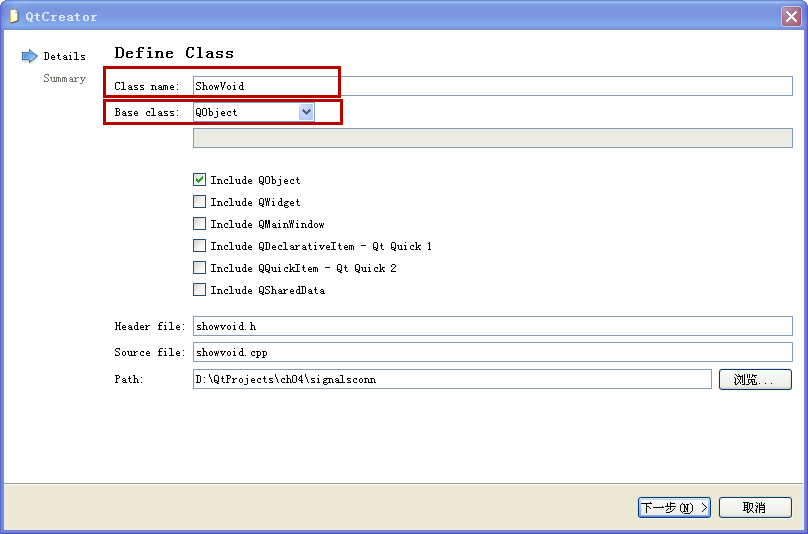 QtCreator
Details
Summary
Define Class
Class name: ShowVoid
Base class: QObject
Include QObject
Include QWidget
Include QMainWindow
Include QDeclarativeItem - Qt Quick 1
Include QQuickItem - Qt Quick 2
Include QSharedData
Header file: showvoid.h
Source file: showvoid.cpp
Path: D:\QtProjects\ch04\signalsconn 浏览...
下一步(N) > 取消